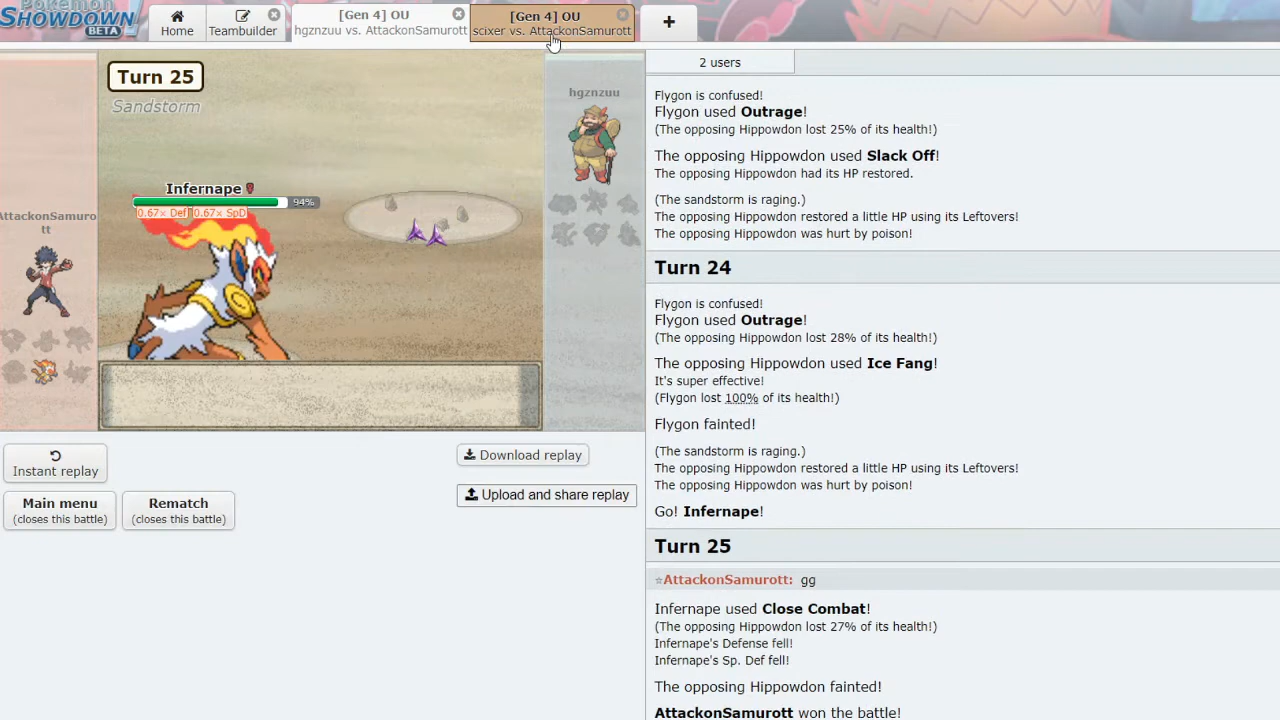 Pokémon
SHOWDOWN
BETA
Home
Teambuilder
[Gen 4] OU
hgznzuu vs. AttackonSamurott
[Gen 4] OU
scixer vs. AttackonSamurott
+
Turn 25
Sandstorm
Infernape
94%
0.67× Def 0.67× SpD
AttackonSamuro
tt
hgznzuu
Instant replay
Download replay
Upload and share replay
Main menu
(closes this battle)
Rematch
(closes this battle)
2 users
Flygon is confused!
Flygon used Outrage!
(The opposing Hippowdon lost 25% of its health!)
The opposing Hippowdon used Slack Off!
The opposing Hippowdon had its HP restored.
(The sandstorm is raging.)
The opposing Hippowdon restored a little HP using its Leftovers!
The opposing Hippowdon was hurt by poison!
Turn 24
Flygon is confused!
Flygon used Outrage!
(The opposing Hippowdon lost 28% of its health!)
The opposing Hippowdon used Ice Fang!
It's super effective!
(Flygon lost 100% of its health!)
Flygon fainted!
(The sandstorm is raging.)
The opposing Hippowdon restored a little HP using its Leftovers!
The opposing Hippowdon was hurt by poison!
Go! Infernape!
Turn 25
☆AttackonSamurott: gg
Infernape used Close Combat!
(The opposing Hippowdon lost 27% of its health!)
Infernape's Defense fell!
Infernape's Sp. Def fell!
The opposing Hippowdon fainted!
AttackonSamurott won the battle!